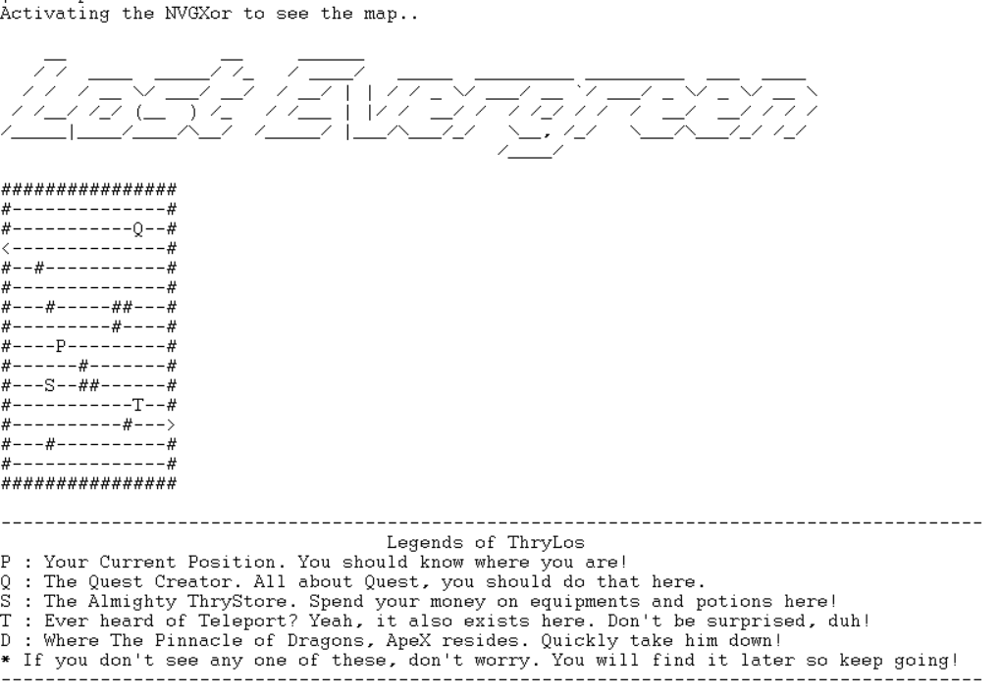 Activating the NVGXor to see the map..
Lost Evergreen
################
#--------------#
#-----------Q--#
<--------------#
#--#-----------#
#--------------#
#---#-----##---#
#---------#----#
#----P---------#
#------#-------#
#---S--##------#
#-----------T--#
#----------#--->
#---#----------#
#--------------#
################
Legends of ThryLos
P : Your Current Position. You should know where you are!
Q : The Quest Creator. All about Quest, you should do that here.
S : The Almighty ThryStore. Spend your money on equipments and potions here!
T : Ever heard of Teleport? Yeah, it also exists here. Don't be surprised, duh!
D : Where The Pinnacle of Dragons, ApeX resides. Quickly take him down!
* If you don't see any one of these, don't worry. You will find it later so keep going!